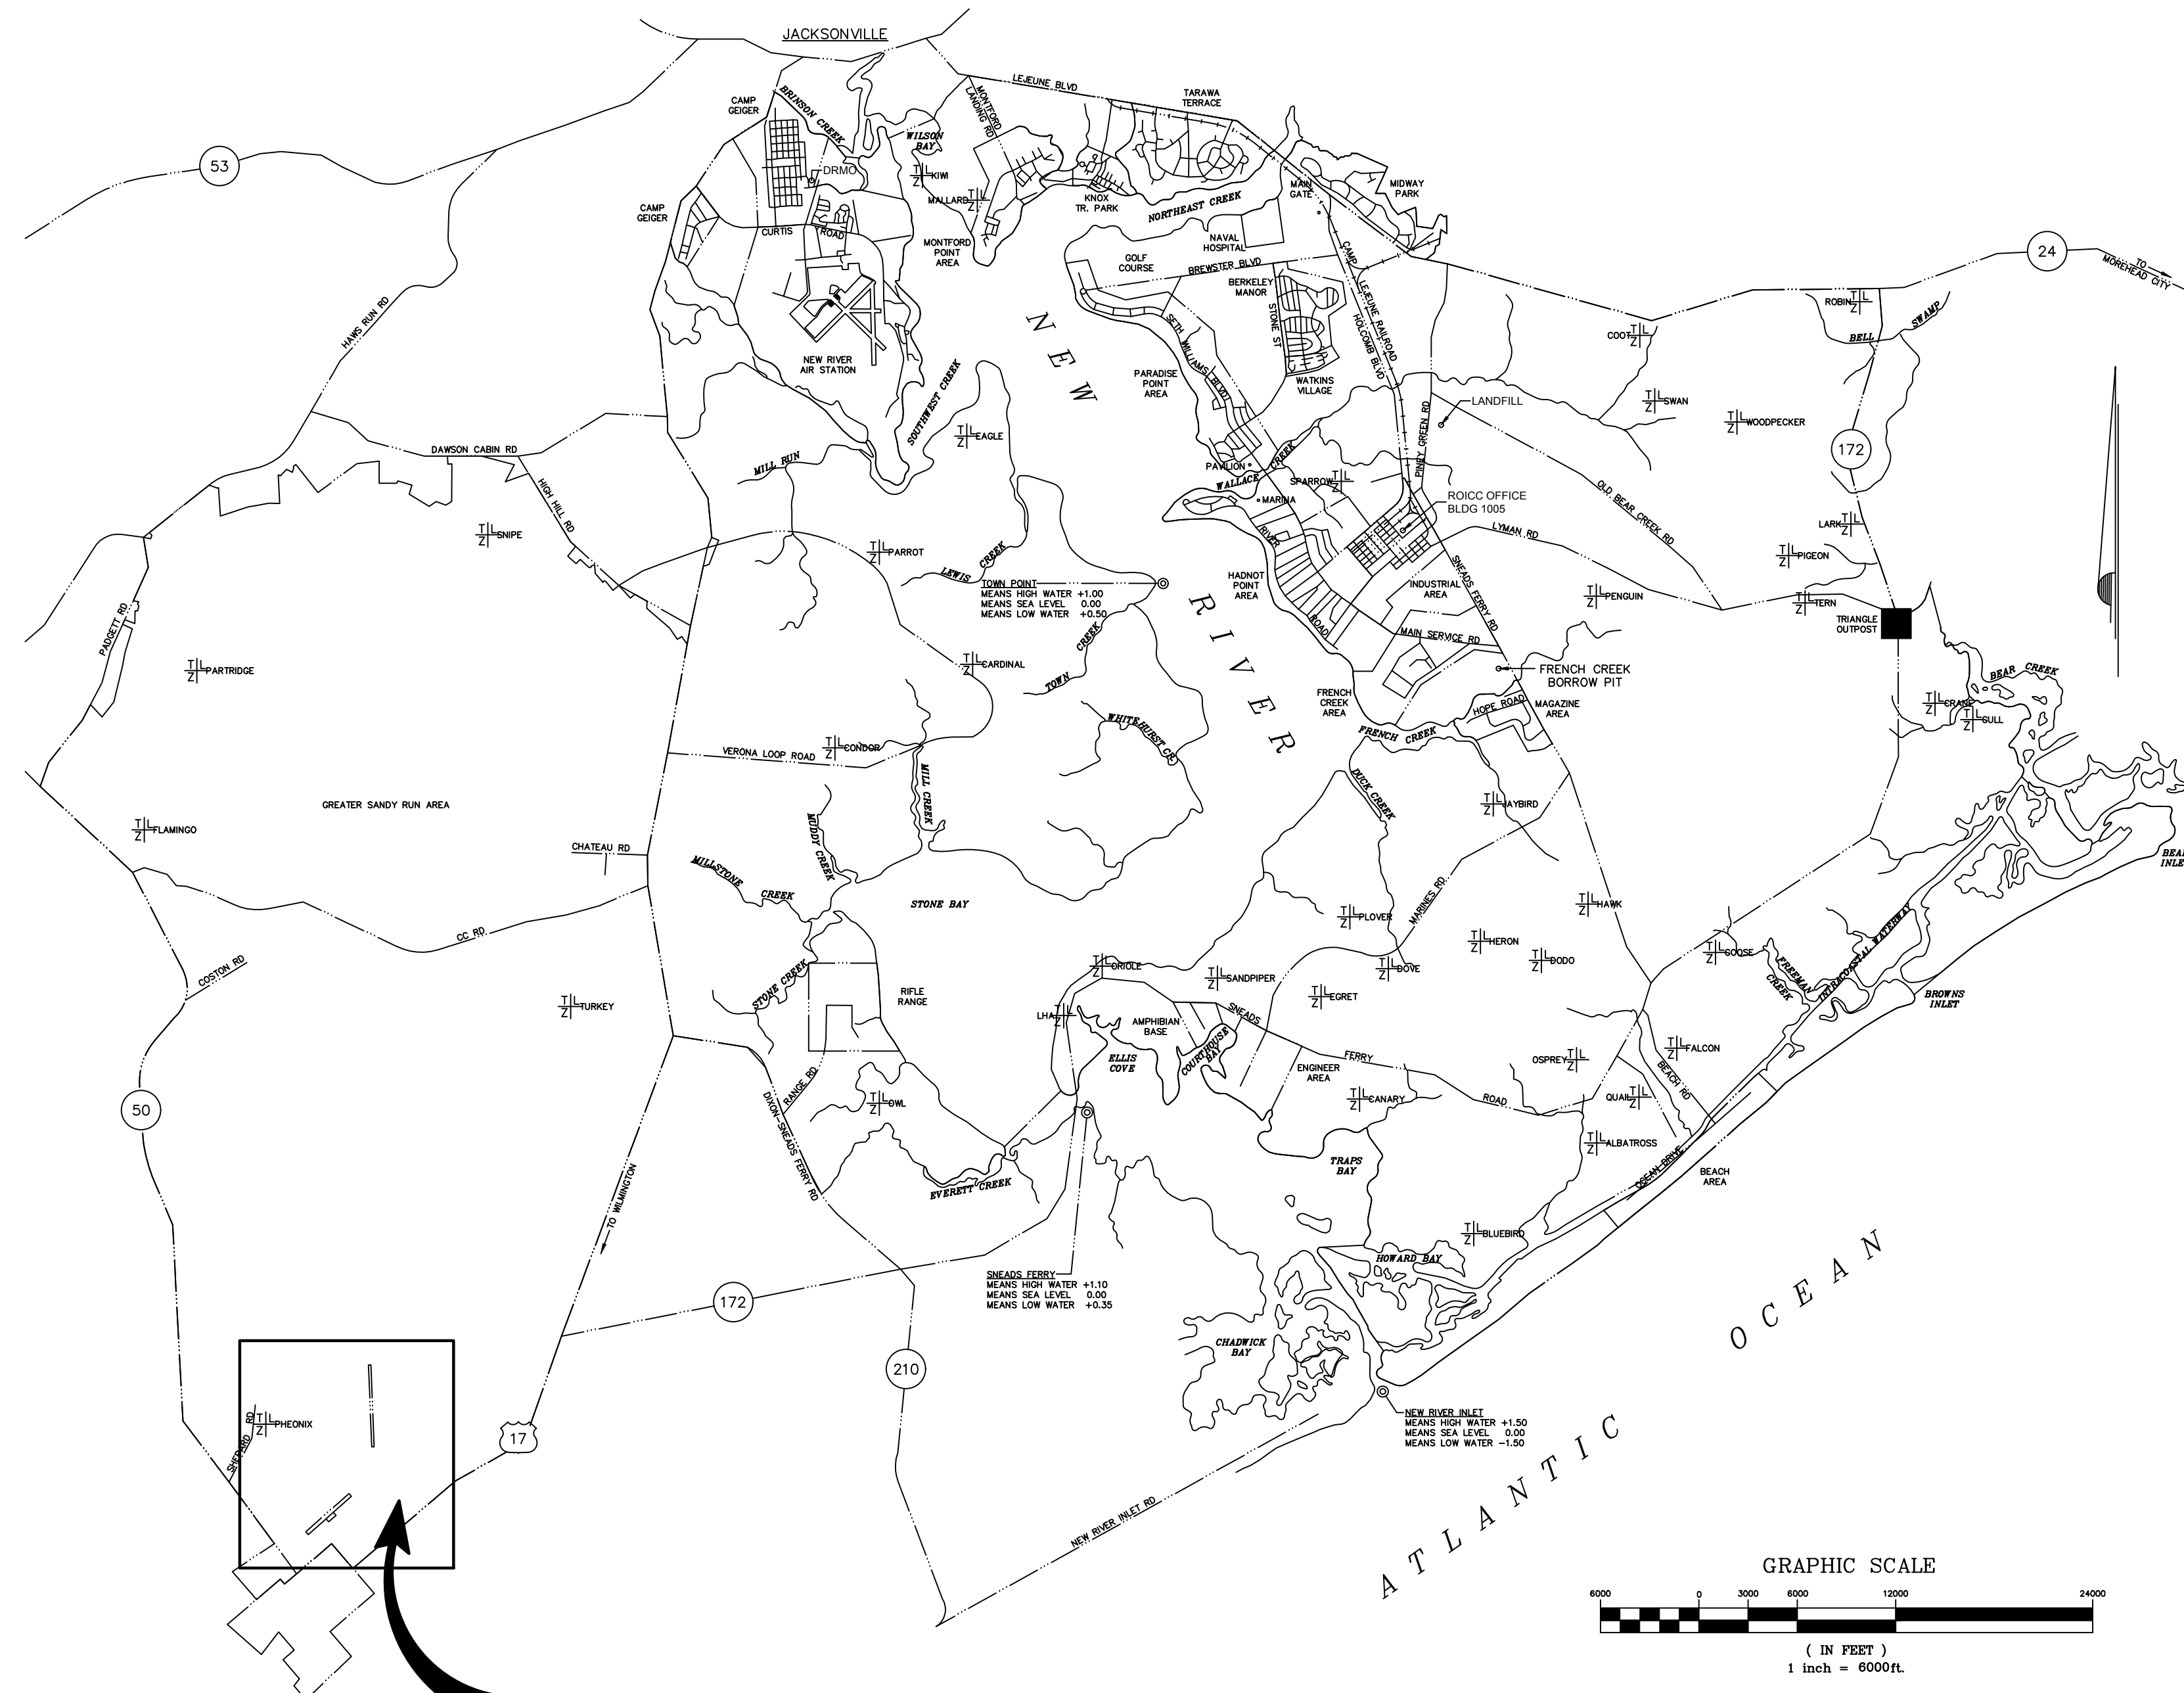 JACKSONVILLE
LEJEUNE BLVD
CAMP
GEIGER
BRINSON CREEK
MONTFORD
LANDING RD
TARAWA
TERRACE
WILSON
BAY
53
DRMO
T L
Z
KIWI
MALLARD
T L
Z
KNOX
TR. PARK
MAIN
GATE
MIDWAY
PARK
CAMP
GEIGER
NORTHEAST CREEK
CURTIS
ROAD
MONTFORD
POINT
AREA
NAVAL
HOSPITAL
GOLF
COURSE
BREWSTER BLVD
CAMP LEJEUNE RAILROAD
HOLCOMB BLVD
24
TO
MOREHEAD CITY
BERKELEY
MANOR
STONE ST
ROBIN
T L
Z
BELL
SWAMP
HAWS RUN RD
NEW RIVER
SETH WILLIAMS BLVD
COOT
T L
Z
NEW RIVER
AIR STATION
PARADISE
POINT
AREA
WATKINS
VILLAGE
SOUTHWEST CREEK
T L
Z
SWAN
LANDFILL
T L
Z
WOODPECKER
T L
Z
EAGLE
PINEY GREEN RD
172
DAWSON CABIN RD
MILL RUN
PAVILION
WALLACE CREEK
SPARROW
T L
Z
MARINA
ROICC OFFICE
BLDG 1005
OLD BEAR CREEK RD
HIGH HILL RD
T L
Z
SNIPE
LYMAN RD
LARK
T L
Z
T L
Z
PARROT
RIVER
ROAD
T L
Z
PIGEON
LEWIS
CREEK
TOWN POINT
MEANS HIGH WATER +1.00
MEANS SEA LEVEL 0.00
MEANS LOW WATER +0.50
HADNOT
POINT
AREA
INDUSTRIAL
AREA
SNEADS FERRY RD
T L
Z
PENGUIN
T L
Z
TERN
TRIANGLE
OUTPOST
PADGETT RD
MAIN SERVICE RD
T L
Z
PARTRIDGE
T L
Z
CARDINAL
TOWN
CREEK
FRENCH CREEK
BORROW PIT
BEAR CREEK
FRENCH
CREEK
AREA
HOPE ROAD
MAGAZINE
AREA
T L
Z
CRANE
T L
Z
GULL
WHITEHURST CR.
FRENCH CREEK
VERONA LOOP ROAD
T L
Z
CONDOR
MILL CREEK
DUCK CREEK
GREATER SANDY RUN AREA
T L
Z
JAYBIRD
T L
Z
FLAMINGO
MUDDY CREEK
CHATEAU RD
MILLSTONE
CREEK
STONE BAY
MARINES RD
T L
Z
HAWK
T L
Z
PLOVER
CC RD
T L
Z
HERON
T L
Z
DODO
T L
Z
GOOSE
FREEMAN
CREEK
INTRACOASTAL WATERWAY
COSTON RD
STONE CREEK
T L
Z
ORIOLE
T L
Z
SANDPIPER
T L
Z
DOVE
T L
Z
EGRET
BROWNS
INLET
T L
Z
TURKEY
RIFLE
RANGE
LHA
T L
Z
AMPHIBIAN
BASE
SNEADS
FERRY
ROAD
COURTHOUSE
BAY
ELLIS
COVE
ENGINEER
AREA
OSPREY
T L
Z
T L
Z
FALCON
BEACH RD
50
RANGE RD
T L
Z
OWL
DIXON-SNEADS FERRY RD
T L
Z
CANARY
QUAIL
T L
Z
T L
Z
ALBATROSS
TRAPS
BAY
OCEAN DRIVE
BEACH
AREA
EVERETT CREEK
TO WILMINGTON
T L
Z
BLUEBIRD
HOWARD BAY
SNEADS FERRY
MEANS HIGH WATER +1.10
MEANS SEA LEVEL 0.00
MEANS LOW WATER +0.35
172
CHADWICK
BAY
210
NEW RIVER INLET
MEANS HIGH WATER +1.50
MEANS SEA LEVEL 0.00
MEANS LOW WATER -1.50
SHEPARD RD
T L
Z
PHEONIX
17
NEW RIVER INLET RD
ATLANTIC OCEAN
GRAPHIC SCALE
6000 0 3000 6000 12000 24000
( IN FEET )
1 inch = 6000ft.